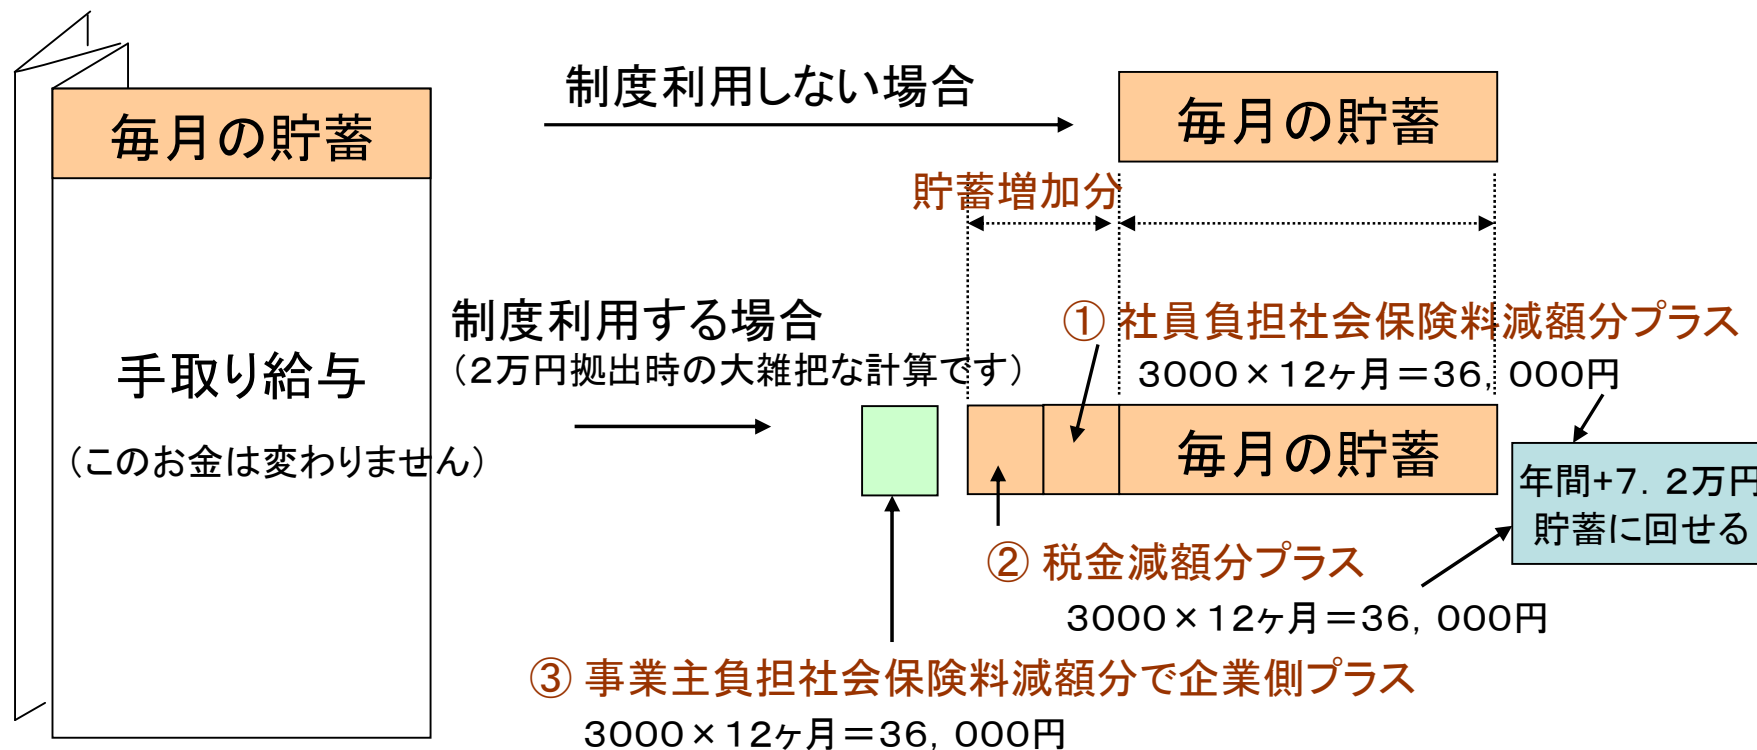 毎月の貯蓄
手取り給与
（このお金は変わりません）
制度利用しない場合
毎月の貯蓄
貯蓄増加分
制度利用する場合
（２万円拠出時の大雑把な計算です）
① 社員負担社会保険料減額分プラス
３０００×１２ヶ月＝３６，０００円
毎月の貯蓄
年間+７．２万円
貯蓄に回せる
② 税金減額分プラス
３０００×１２ヶ月＝３６，０００円
③ 事業主負担社会保険料減額分で企業側プラス
３０００×１２ヶ月＝３６，０００円